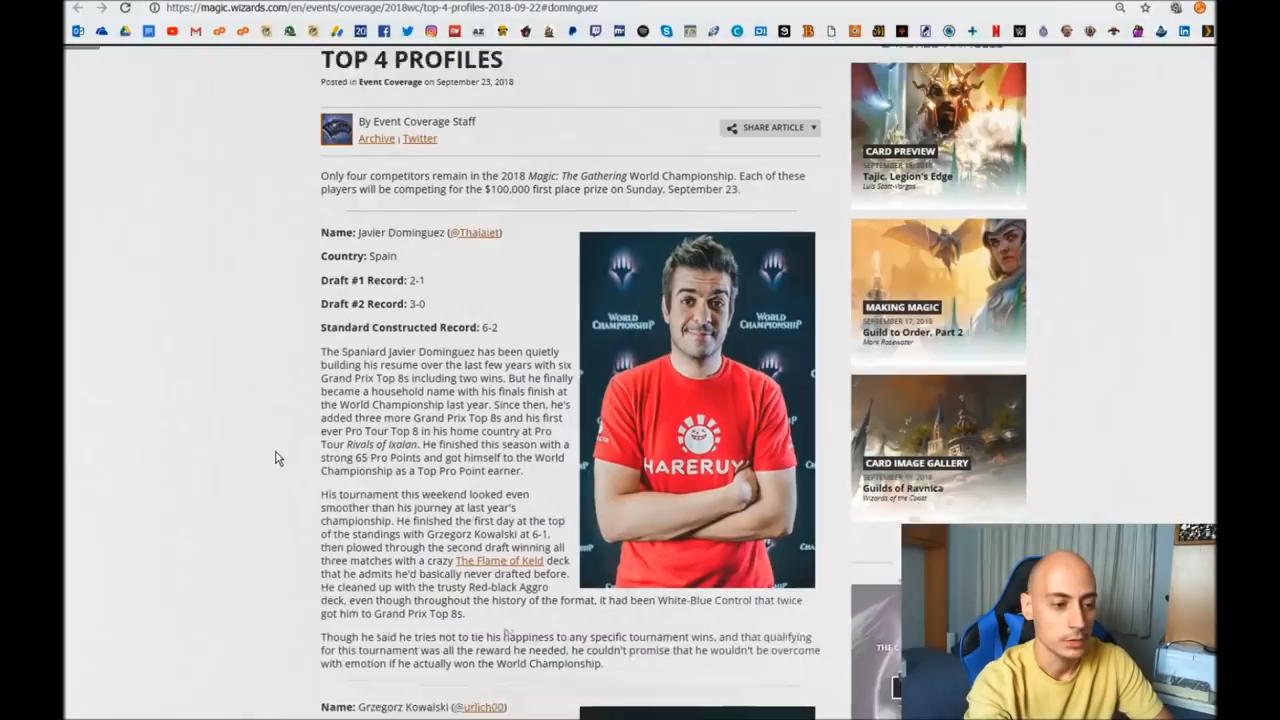 https://magic.wizards.com/en/events/coverage/2018wc/top-4-profiles-2018-09-22#dominguez
TOP 4 PROFILES
Posted in Event Coverage on September 23, 2018
By Event Coverage Staff
Archive | Twitter
SHARE ARTICLE
Only four competitors remain in the 2018 Magic: The Gathering World Championship. Each of these
players will be competing for the $100,000 first place prize on Sunday, September 23.
Name: Javier Dominguez (@Thalaiet)
Country: Spain
Draft #1 Record: 2-1
Draft #2 Record: 3-0
Standard Constructed Record: 6-2
The Spaniard Javier Dominguez has been quietly
building his resume over the last few years with six
Grand Prix Top 8s including two wins. But he finally
became a household name with his finals finish at
the World Championship last year. Since then, he's
added three more Grand Prix Top 8s and his first
ever Pro Tour Top 8 in his home country at Pro
Tour Rivals of Ixalan. He finished this season with a
strong 65 Pro Points and got himself to the World
Championship as a Top Pro Point earner.
His tournament this weekend looked even
smoother than his journey at last year's
championship. He finished the first day at the top
of the standings with Grzegorz Kowalski at 6-1,
then plowed through the second draft winning all
three matches with a crazy The Flame of Keld deck
that he admits he'd basically never drafted before.
He cleaned up with the trusty Red-black Aggro
deck, even though throughout the history of the format, it had been White-Blue Control that twice
got him to Grand Prix Top 8s.
Though he said he tries not to tie his happiness to any specific tournament wins, and that qualifying
for this tournament was all the reward he needed, he couldn't promise that he wouldn't be overcome
with emotion if he actually won the World Championship.
Name: Grzegorz Kowalski (@urlich00)
WORLD
CHAMPIONSHIP
WORLD
CHAMPIONSHIP
HARERUY
CARD PREVIEW
Tajic, Legion's Edge
Luis Scott-Vargas
MAKING MAGIC
SEPTEMBER 17, 2018
Guild to Order, Part 2
Mark Rosewater
CARD IMAGE GALLERY
Guilds of Ravnica
Wizards of the Coast